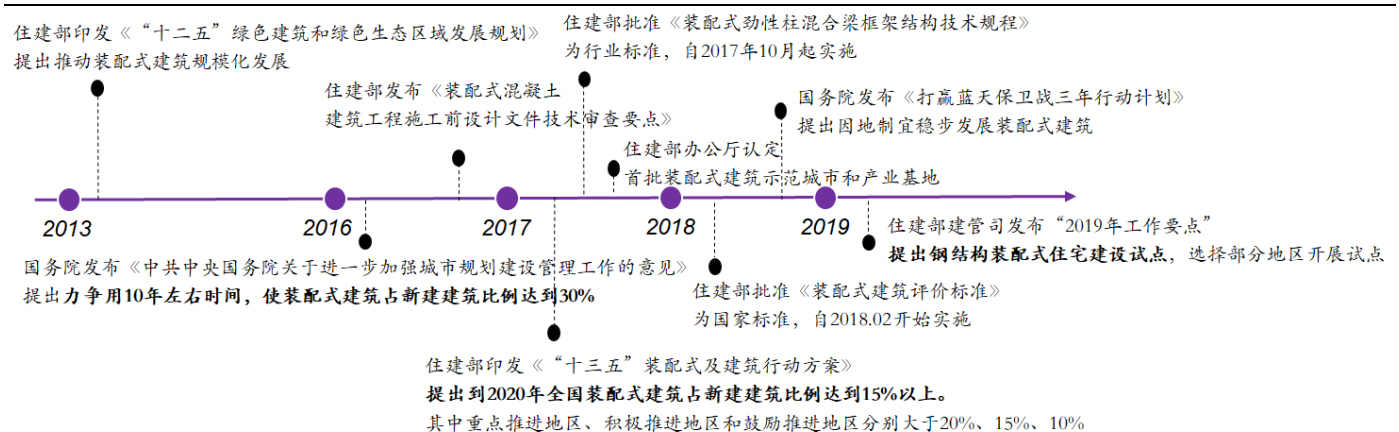 住建部印发《“十二五”绿色建筑和绿色生态区域发展规划》
提出推动装配式建筑规模化发展
住建部发布《装配式混凝土
建筑工程施工前设计文件技术审查要点》
住建部批准《装配式劲性柱混合梁框架结构技术规程》
为行业标准，自2017年10月起实施
住建部办公厅认定
首批装配式建筑示范城市和产业基地
国务院发布《打赢蓝天保卫战三年行动计划》
提出因地制宜稳步发展装配式建筑
2013
2016
2017
2018
2019
国务院发布《中共中央国务院关于进一步加强城市规划建设管理工作的意见》
提出力争用10年左右时间，使装配式建筑占新建建筑比例达到30%
住建部印发《“十三五”装配式及建筑行动方案》
提出到2020年全国装配式建筑占新建建筑比例达到15%以上。
其中重点推进地区、积极推进地区和鼓励推进地区分别大于20%、15%、10%
住建部批准《装配式建筑评价标准》
为国家标准，自2018.02开始实施
住建部建管司发布“2019年工作要点”
提出钢结构装配式住宅建设试点，选择部分地区开展试点